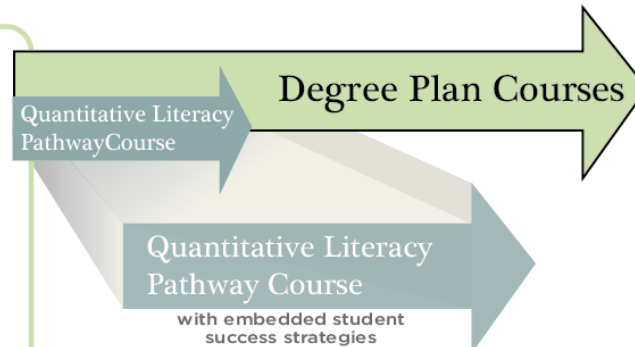 Degree Plan Courses
Quantitative Literacy
PathwayCourse
Quantitative Literacy
Pathway Course
with embedded student
success strategies